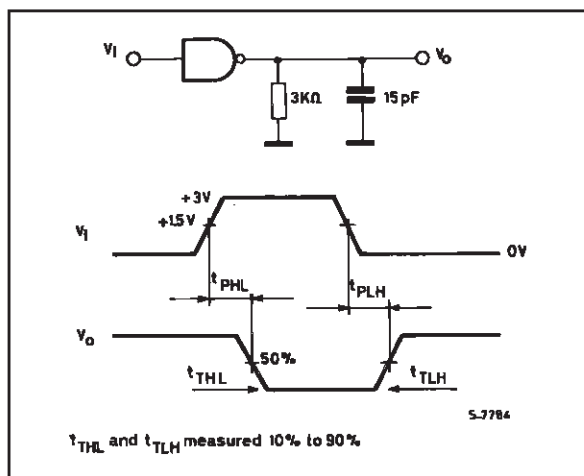 VI
Vo
3KΩ
15pF
+3V
+1.5V
VI
0V
tPHL
tPLH
Vo
50%
tTHL
tTLH
S-7784
tTHL and tTLH measured 10% to 90%